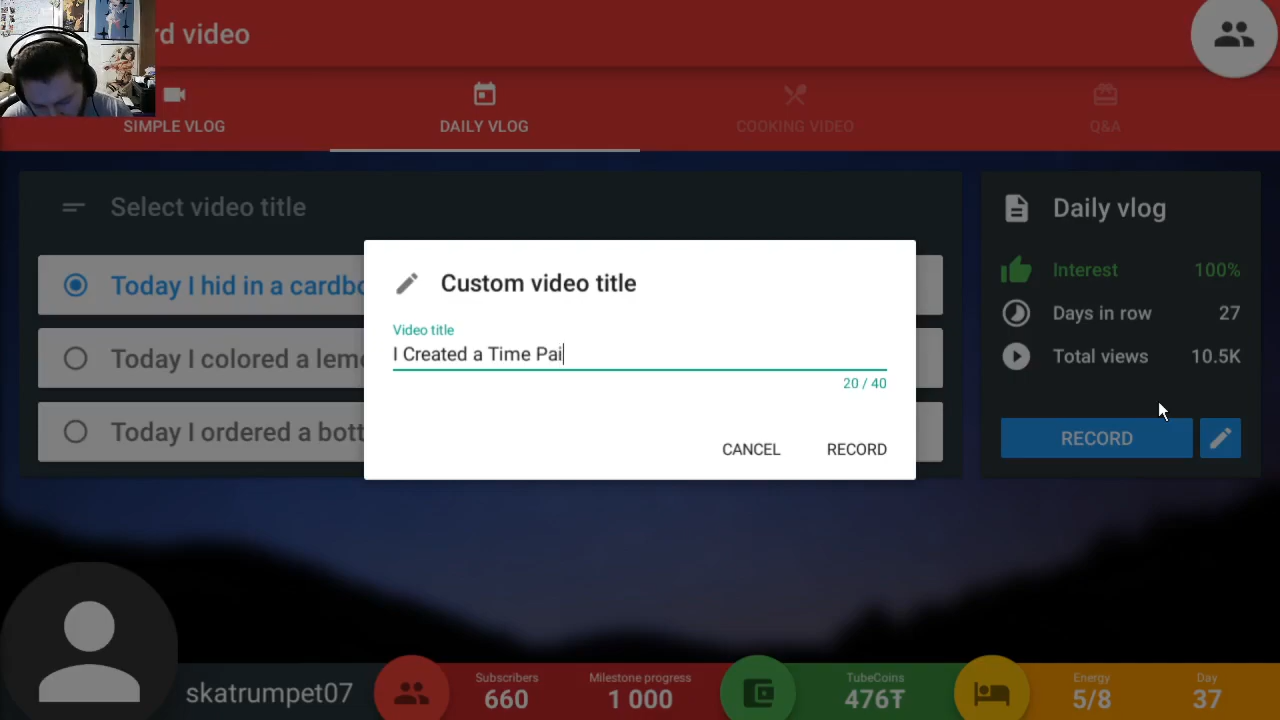 rd video
SIMPLE VLOG
DAILY VLOG
COOKING VIDEO
Q&A
Select video title
Today I hid in a cardbo
Today I colored a leme
Today I ordered a bott
Custom video title
Video title
I Created a Time Pai
20 / 40
CANCEL
RECORD
Daily vlog
Interest 100%
Days in row 27
Total views 10.5K
RECORD
skatrumpet07
Subscribers
660
Milestone progress
1 000
TubeCoins
476₮
Energy
5/8
Day
37